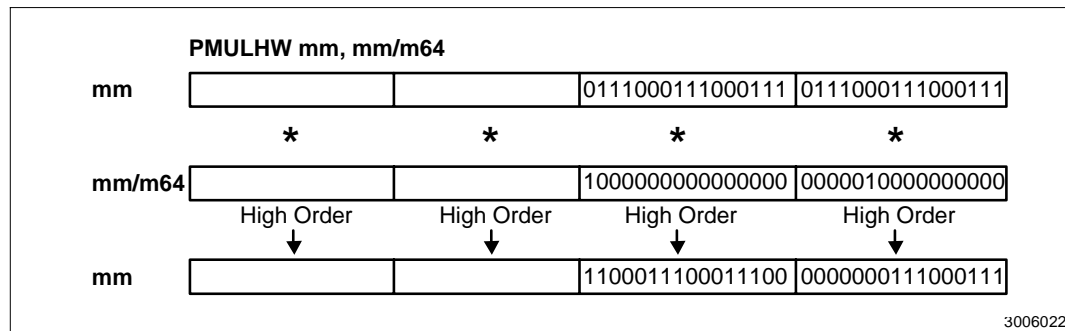 PMULHW mm, mm/m64
mm 0111000111000111 0111000111000111
* * * *
mm/m64 1000000000000000 0000010000000000
High Order High Order High Order High Order
mm 1100011100011100 0000000111000111
3006022